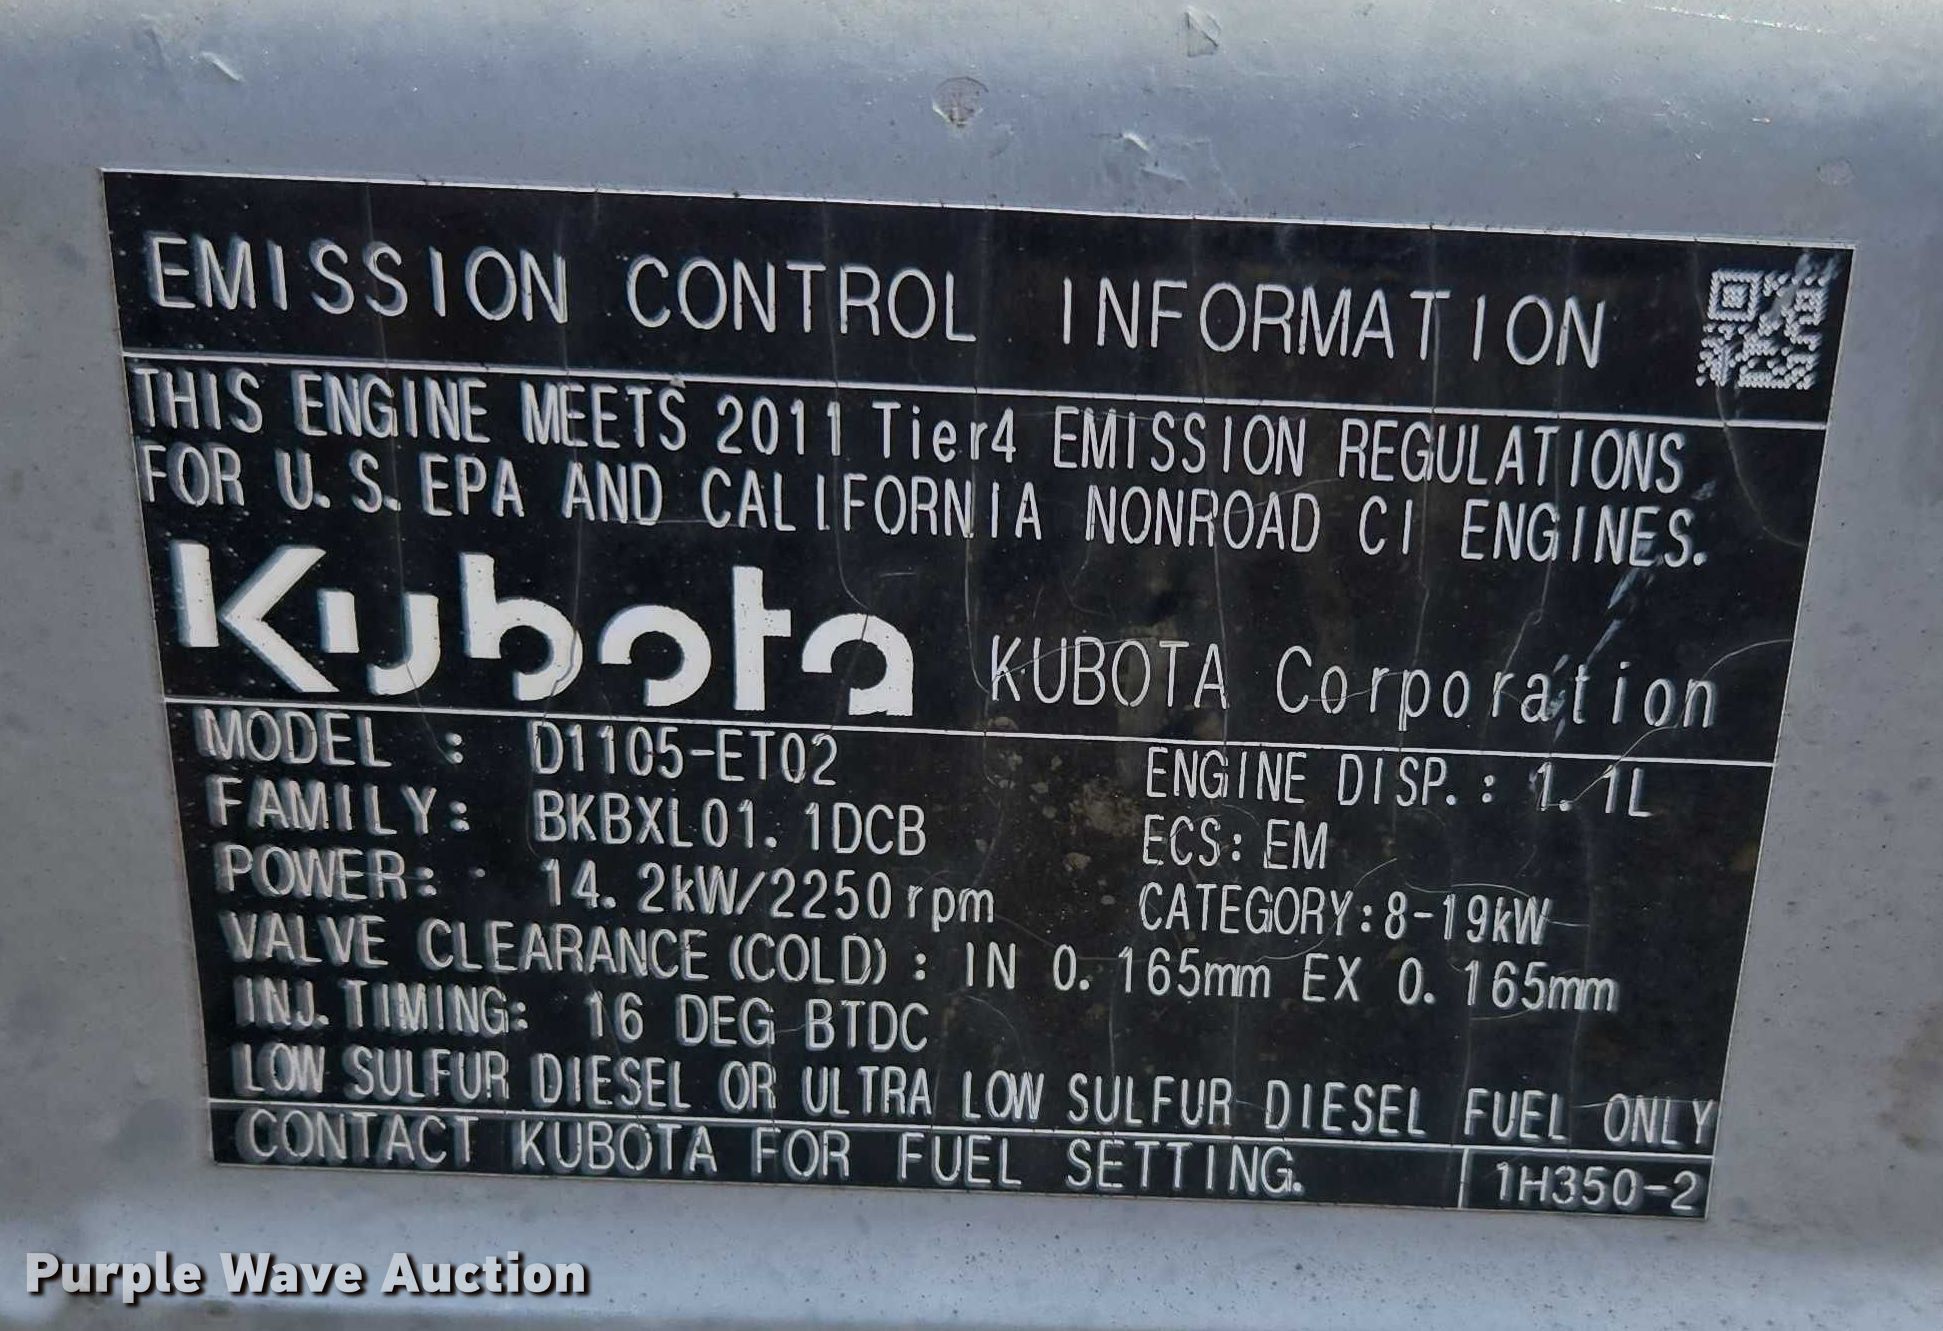 EMISSION CONTROL INFORMATION
THIS ENGINE MEETS 2011 Tier4 EMISSION REGULATIONS
FOR U.S.EPA AND CALIFORNIA NONROAD CI ENGINES.
Kubota KUBOTA Corporation
MODEL : D1105-ET02 ENGINE DISP.: 1.1L
FAMILY: BKBXL01.1DCB ECS: EM
POWER: 14.2kW/2250rpm CATEGORY:8-19kW
VALVE CLEARANCE(COLD): IN 0.165mm EX 0.165mm
INJ.TIMING: 16 DEG BTDC
LOW SULFUR DIESEL OR ULTRA LOW SULFUR DIESEL FUEL ONLY
CONTACT KUBOTA FOR FUEL SETTING. 1H350-2
Purple Wave Auction